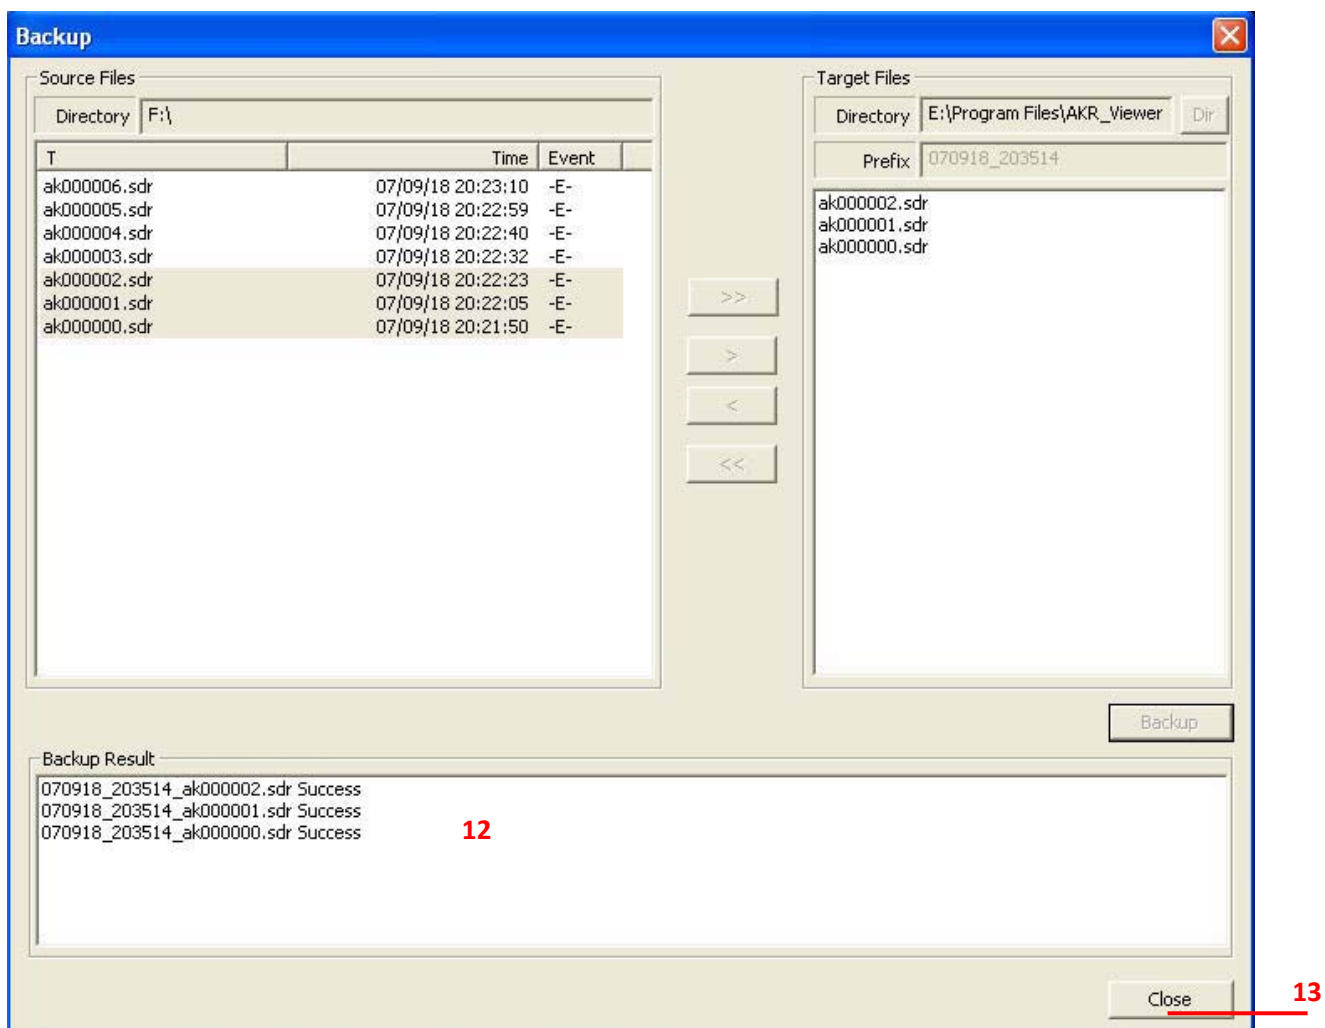 Backup
Source Files
Directory F:\
T Time Event
ak000006.sdr 07/09/18 20:23:10 -E-
ak000005.sdr 07/09/18 20:22:59 -E-
ak000004.sdr 07/09/18 20:22:40 -E-
ak000003.sdr 07/09/18 20:22:32 -E-
ak000002.sdr 07/09/18 20:22:23 -E-
ak000001.sdr 07/09/18 20:22:05 -E-
ak000000.sdr 07/09/18 20:21:50 -E-
>>
>
<
<<
Target Files
Directory E:\Program Files\AKR_Viewer Dir
Prefix 070918_203514
ak000002.sdr
ak000001.sdr
ak000000.sdr
Backup
Backup Result
070918_203514_ak000002.sdr Success
070918_203514_ak000001.sdr Success
070918_203514_ak000000.sdr Success
12
Close
13